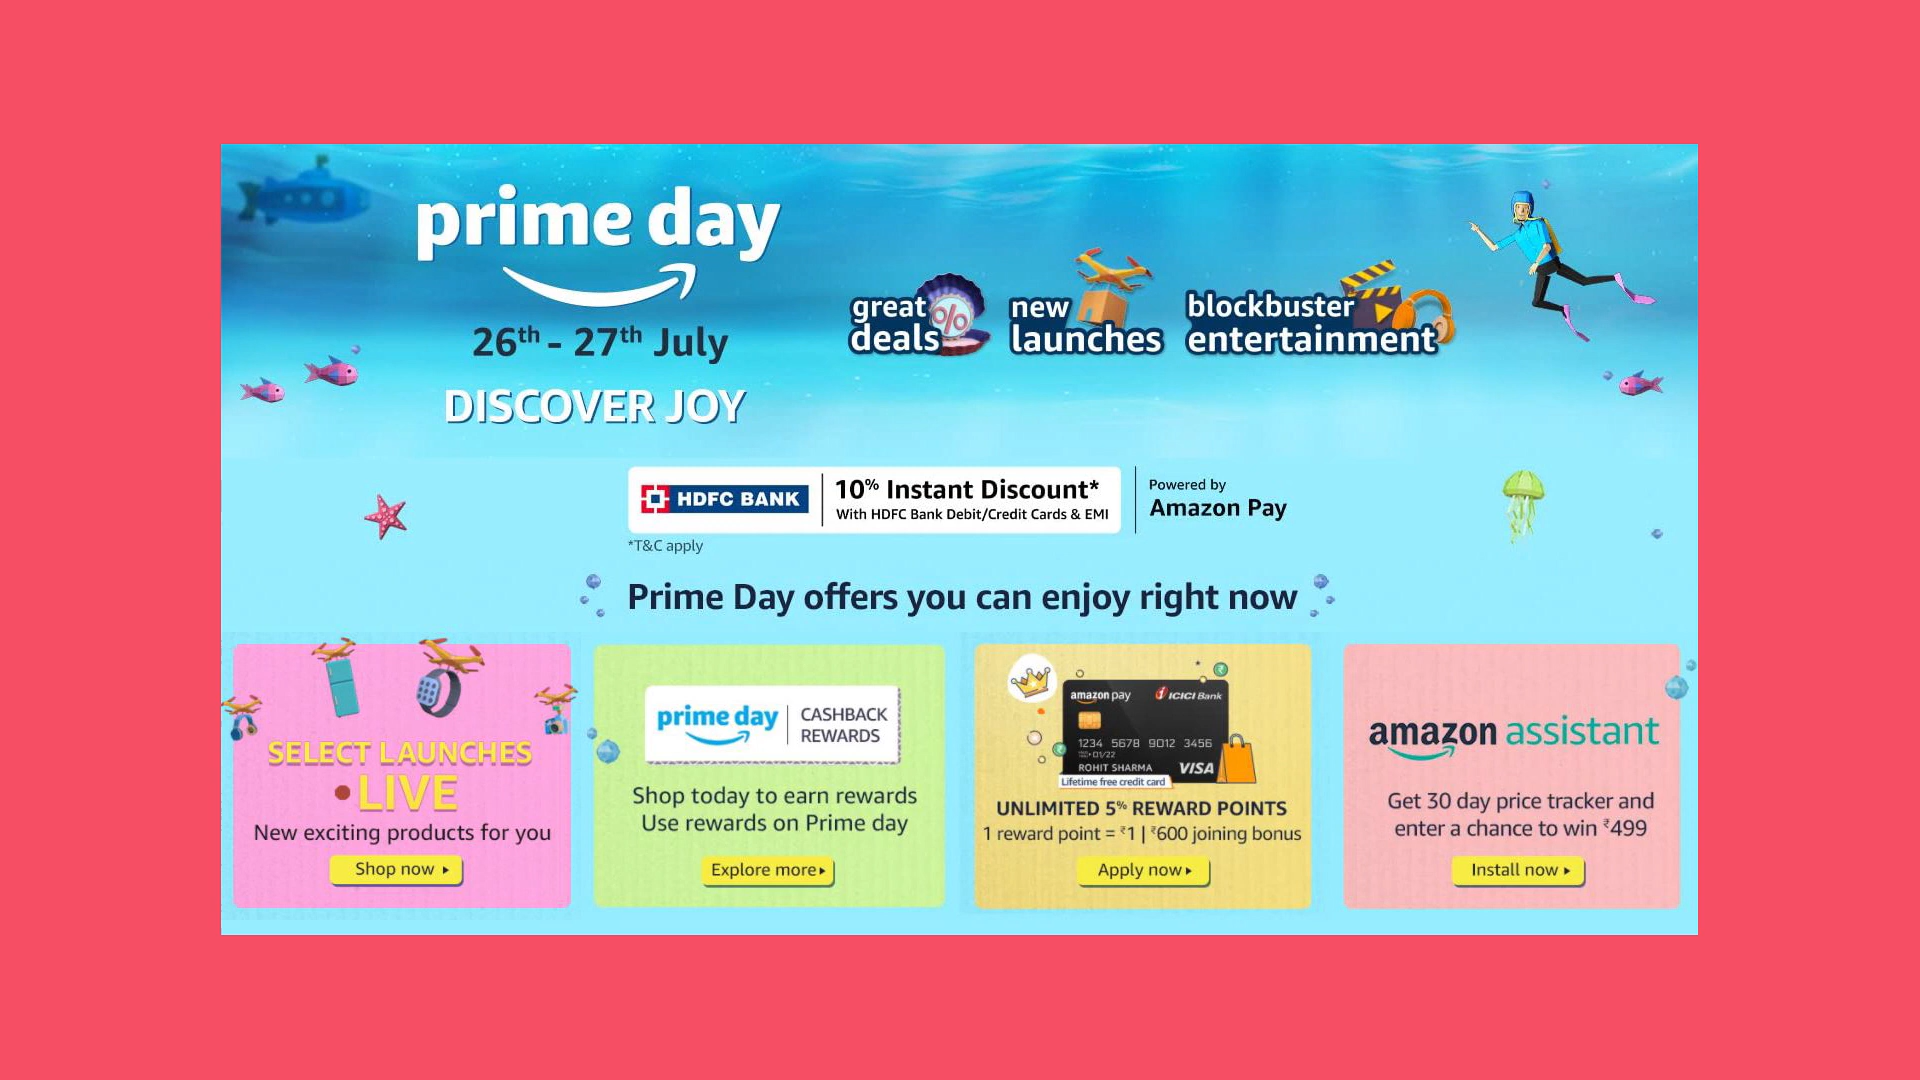 prime day
26th - 27th July
DISCOVER JOY
great deals
new launches
blockbuster entertainment
HDFC BANK
10% Instant Discount*
With HDFC Bank Debit/Credit Cards & EMI
Powered by
Amazon Pay
*T&C apply
Prime Day offers you can enjoy right now
SELECT LAUNCHES
LIVE
New exciting products for you
Shop now
prime day
CASHBACK
REWARDS
Shop today to earn rewards
Use rewards on Prime day
Explore more
amazon pay
ICICI Bank
1234 5678 9012 3456
01/22
ROHIT SHARMA
VISA
Lifetime free credit card
UNLIMITED 5% REWARD POINTS
1 reward point = ₹1 | ₹600 joining bonus
Apply now
amazon assistant
Get 30 day price tracker and
enter a chance to win ₹499
Install now